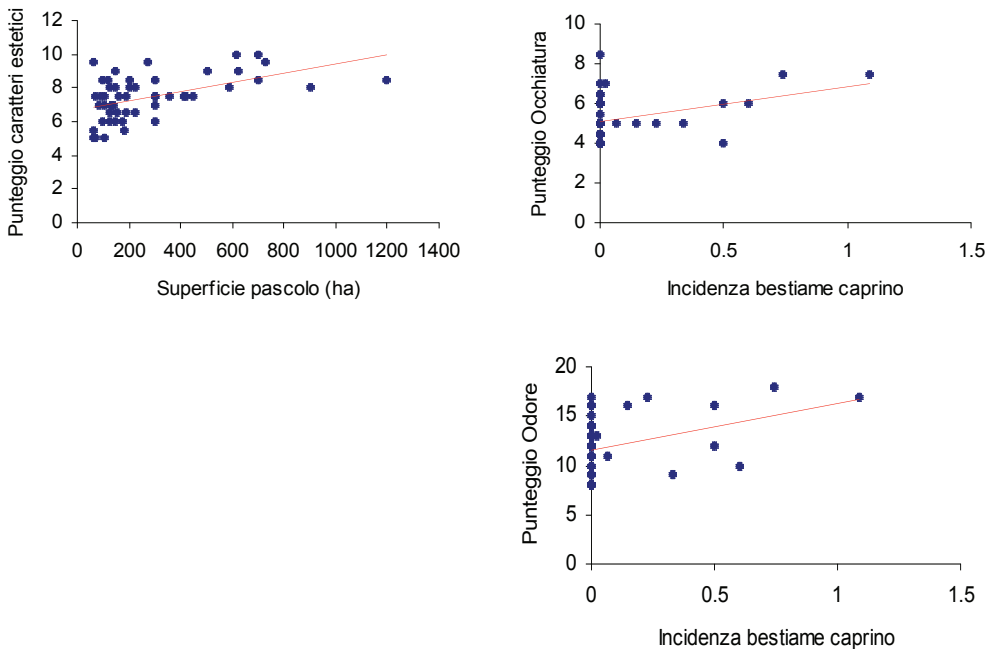 Punteggio caratteri estetici
12
10
8
6
4
2
0
0 200 400 600 800 1000 1200 1400
Superficie pascolo (ha)
Punteggio Occhiatura
10
8
6
4
2
0
0 0.5 1 1.5
Incidenza bestiame caprino
Punteggio Odore
20
15
10
5
0
0 0.5 1 1.5
Incidenza bestiame caprino